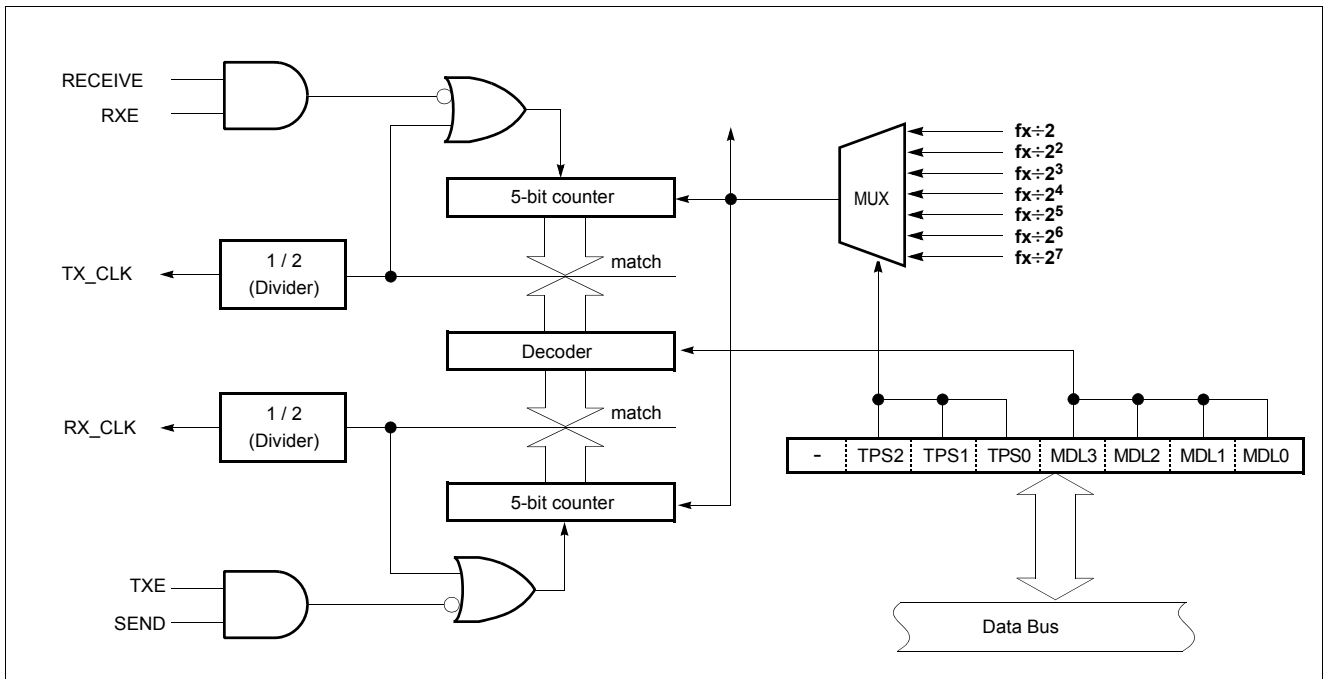 RECEIVE
RXE
5-bit counter
MUX
fx÷2
fx÷2²
fx÷2³
fx÷2⁴
fx÷2⁵
fx÷2⁶
fx÷2⁷
TX_CLK
1 / 2
(Divider)
match
Decoder
RX_CLK
1 / 2
(Divider)
match
- TPS2 TPS1 TPS0 MDL3 MDL2 MDL1 MDL0
5-bit counter
TXE
SEND
Data Bus